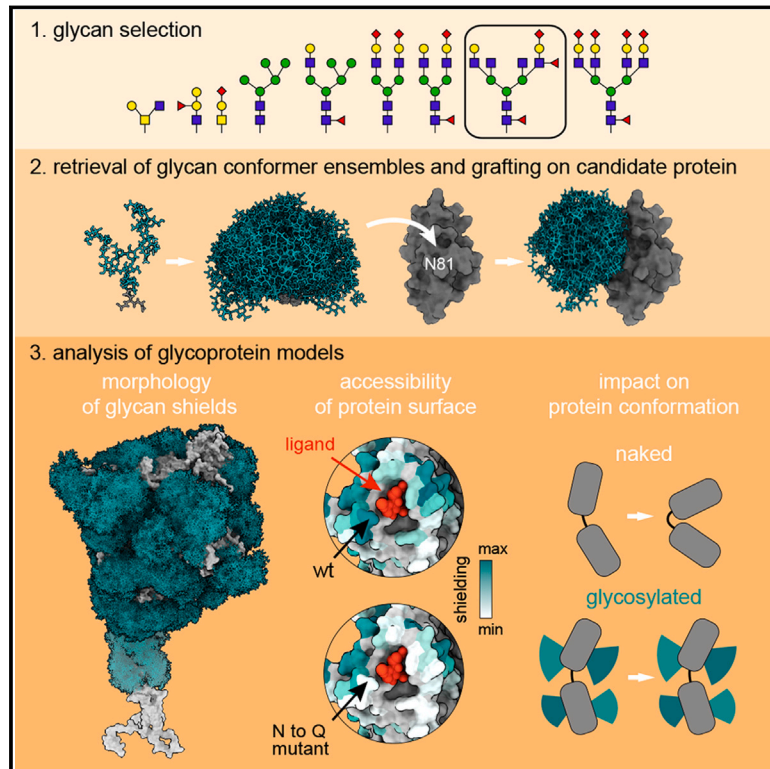 1. glycan selection
2. retrieval of glycan conformer ensembles and grafting on candidate protein
N81
3. analysis of glycoprotein models
morphology
of glycan shields
accessibility
of protein surface
impact on
protein conformation
ligand
wt
N to Q
mutant
shielding
max
min
naked
glycosylated